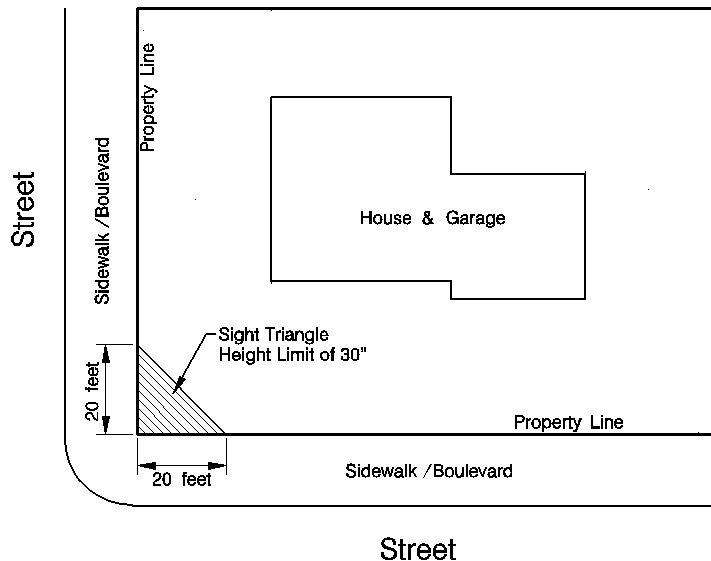 Property Line
Street
Sidewalk /Boulevard
House & Garage
Sight Triangle
Height Limit of 30"
20 feet
Property Line
20 feet
Sidewalk /Boulevard
Street